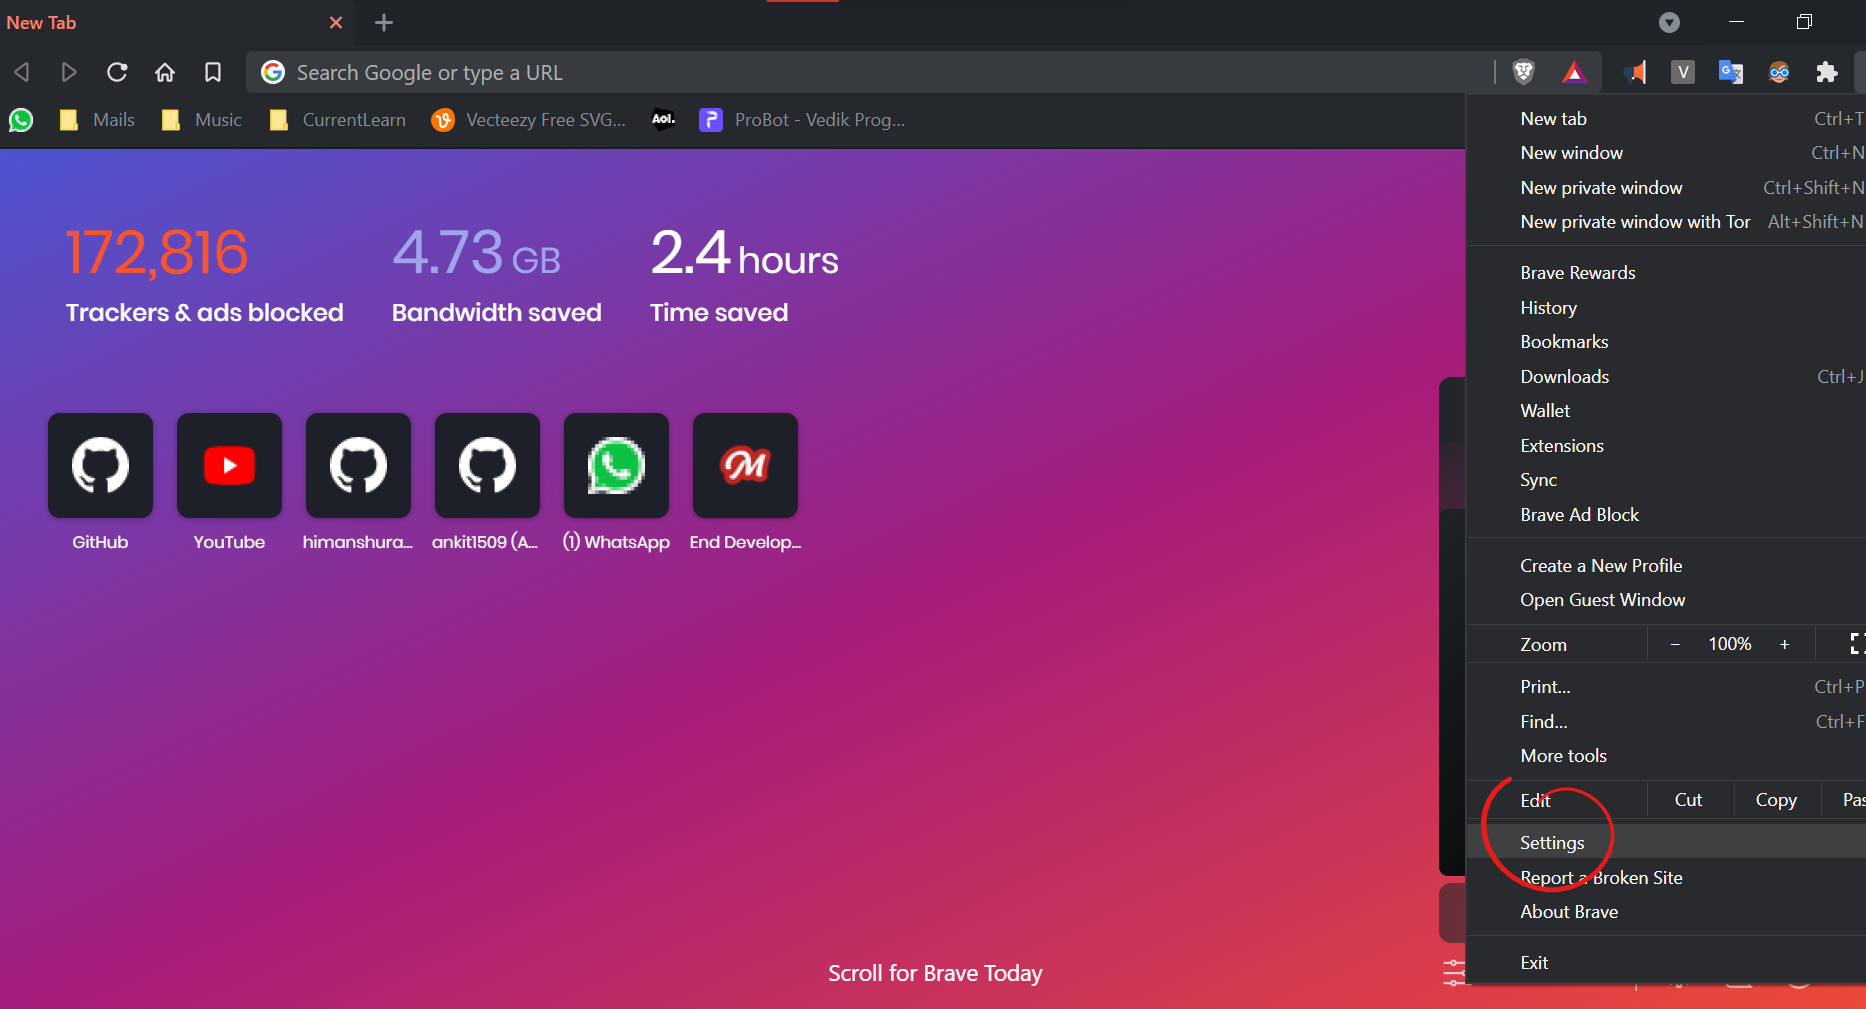 New Tab
Search Google or type a URL
V
Mails Music CurrentLearn Vecteezy Free SVG... Aol. ProBot - Vedik Prog...
172,816 4.73 GB 2.4 hours
Trackers & ads blocked Bandwidth saved Time saved
GitHub YouTube himanshura... ankit1509 (A... (1) WhatsApp End Develop...
Scroll for Brave Today
New tab Ctrl+T
New window Ctrl+N
New private window Ctrl+Shift+N
New private window with Tor Alt+Shift+N
Brave Rewards
History
Bookmarks
Downloads Ctrl+J
Wallet
Extensions
Sync
Brave Ad Block
Create a New Profile
Open Guest Window
Zoom - 100% +
Print... Ctrl+P
Find... Ctrl+F
More tools
Edit Cut Copy Pas
Settings
Report a Broken Site
About Brave
Exit